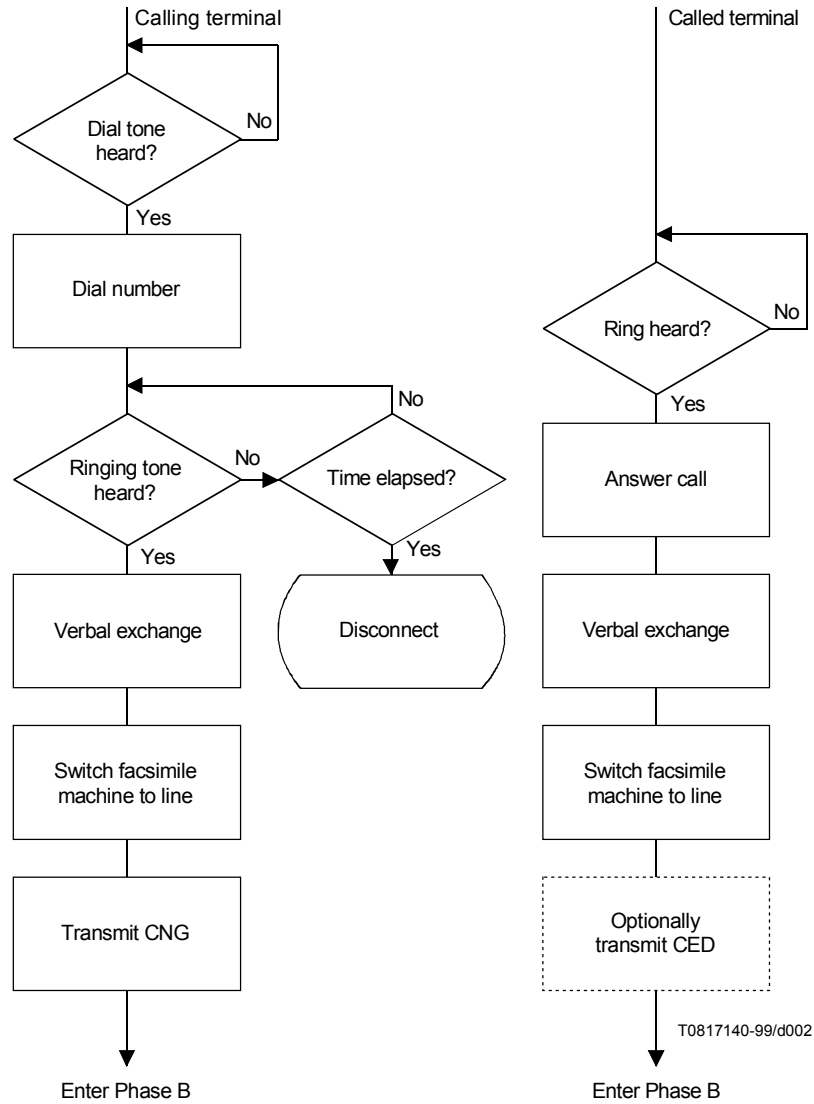 Calling terminal
Dial tone
heard?
No
Yes
Dial number
No
Ringing tone
heard?
No
Time elapsed?
Yes
Yes
Verbal exchange
Disconnect
Switch facsimile
machine to line
Transmit CNG
Enter Phase B
Called terminal
Ring heard?
No
Yes
Answer call
Verbal exchange
Switch facsimile
machine to line
Optionally
transmit CED
T0817140-99/d002
Enter Phase B